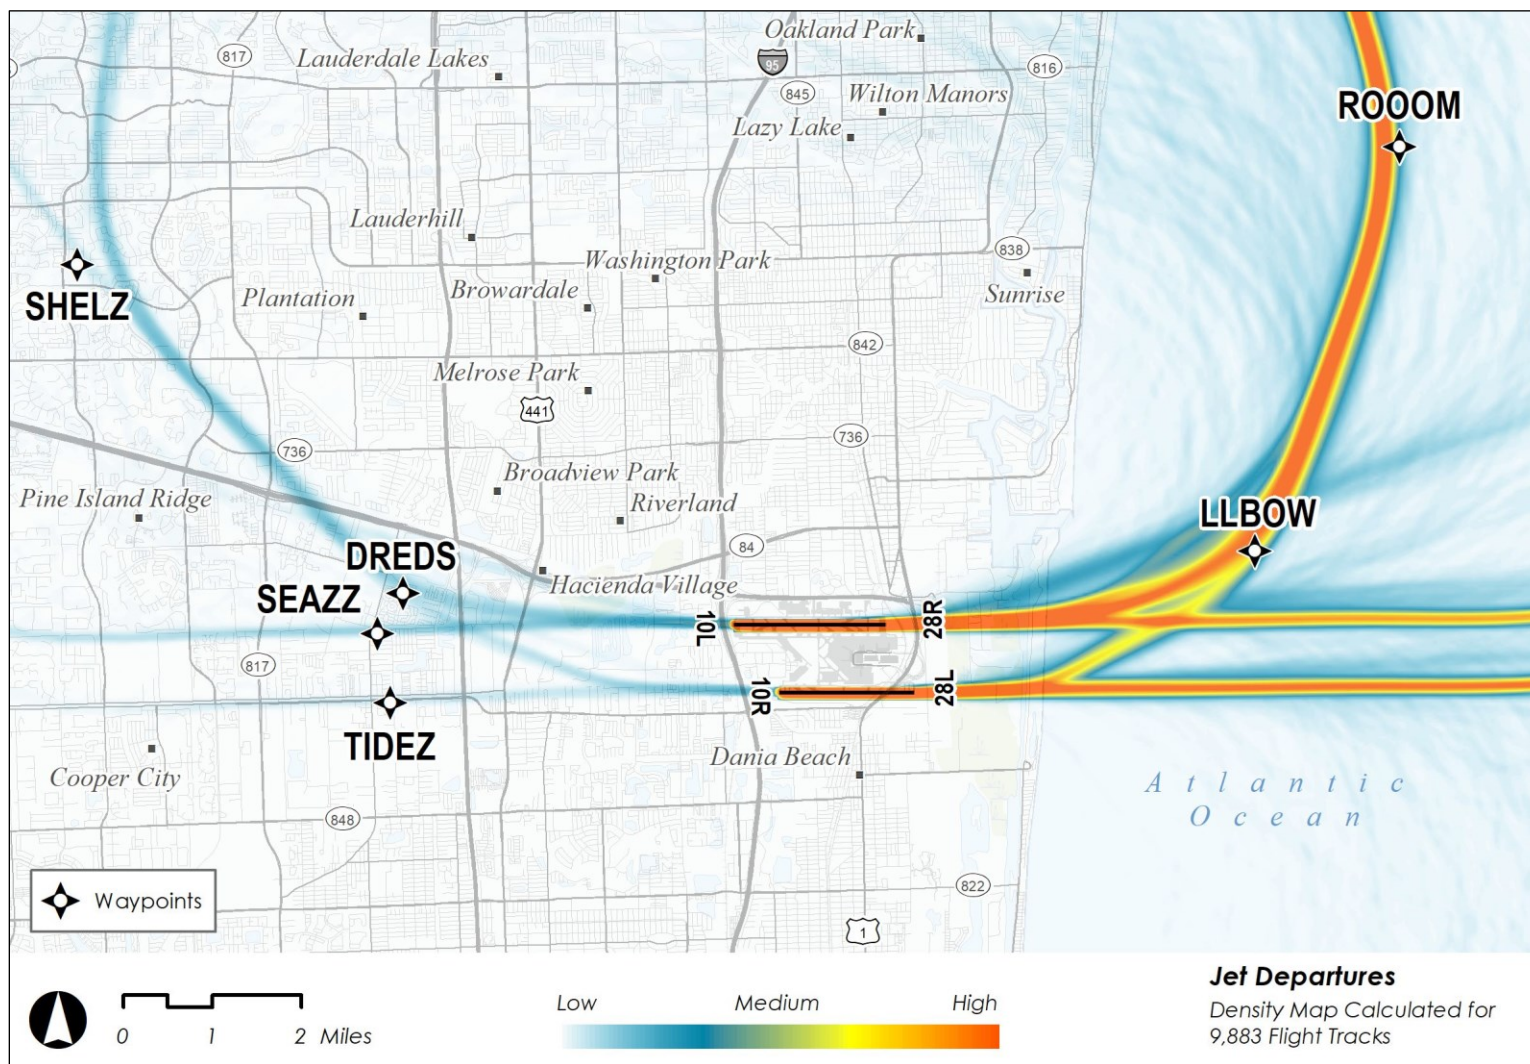 Oakland Park
817
Lauderdale Lakes
95
816
845
Wilton Manors
ROOOM
Lazy Lake
Lauderhill
838
Washington Park
SHELZ
Plantation
Browardale
Sunrise
842
Melrose Park
441
736
736
Broadview Park
Pine Island Ridge
Riverland
LLBOW
84
DREDS
Hacienda Village
SEAZZ
10L
28R
817
10R
28L
TIDEZ
Dania Beach
Cooper City
Atlantic
Ocean
848
822
Waypoints
1
Jet Departures
Density Map Calculated for
9,883 Flight Tracks
Low Medium High
0 1 2 Miles